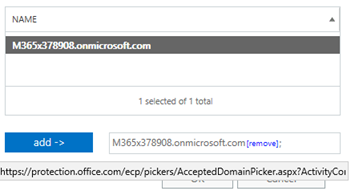 NAME
M365x378908.onmicrosoft.com
1 selected of 1 total
add -> M365x378908.onmicrosoft.com[remove];
https://protection.office.com/ecp/pickers/AcceptedDomainPicker.aspx?ActivityCor